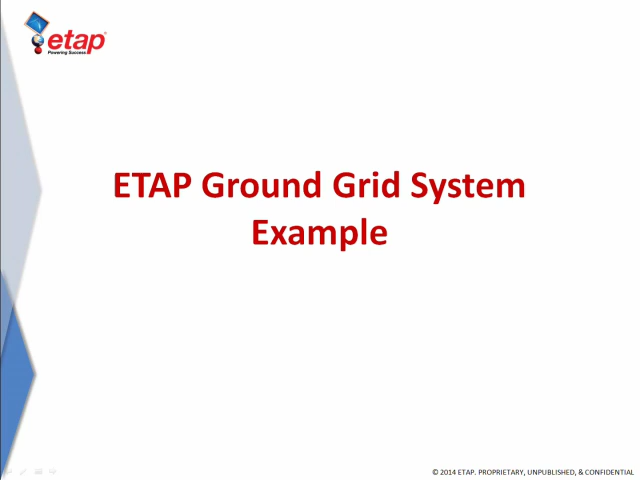 etap
Powering Success
ETAP Ground Grid System
Example
© 2014 ETAP. PROPRIETARY, UNPUBLISHED, & CONFIDENTIAL